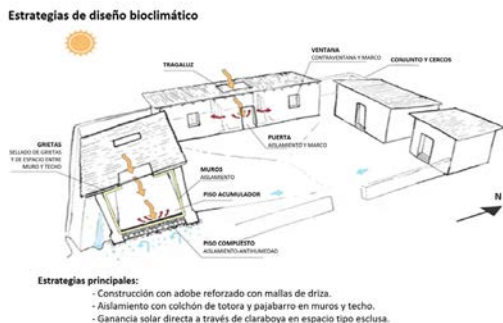 Estrategias de diseño bioclimático
VENTANA
CONTRAVENTANA Y MARCO
TRAGALUZ
CONJUNTO Y CERCOS
GRIETAS
SELLADO DE GRIETAS
Y DE ESPACIO ENTRE
MURO Y TECHO
PUERTA
AISLAMIENTO Y MARCO
MUROS
AISLAMIENTO
PISO ACUMULADOR
N
PISO COMPUESTO
AISLAMIENTO-ANTIHUMEDAD
Estrategias principales:
- Construcción con adobe reforzado con mallas de driza.
- Aislamiento con colchón de totora y pajabarro en muros y techo.
- Ganancia solar directa a través de claraboya en espacio tipo esclusa.